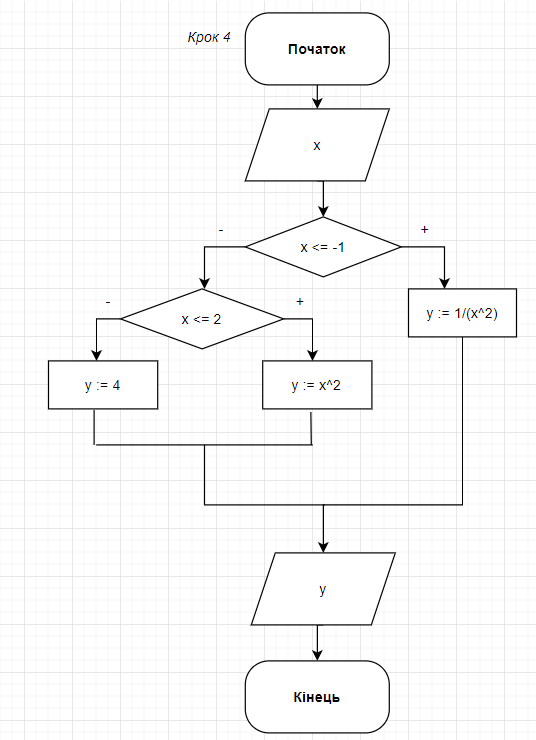 Крок 4
Початок
x
x <= -1
-
+
y := 1/(x^2)
x <= 2
-
+
y := 4
y := x^2
y
Кінець